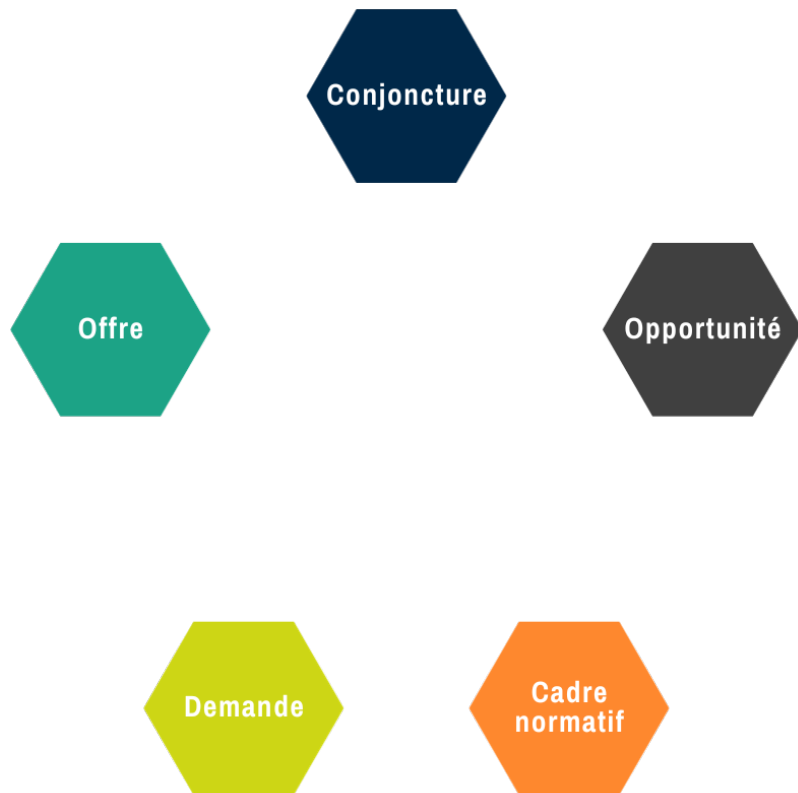 Conjoncture
Offre
Opportunité
Demande
Cadre
normatif